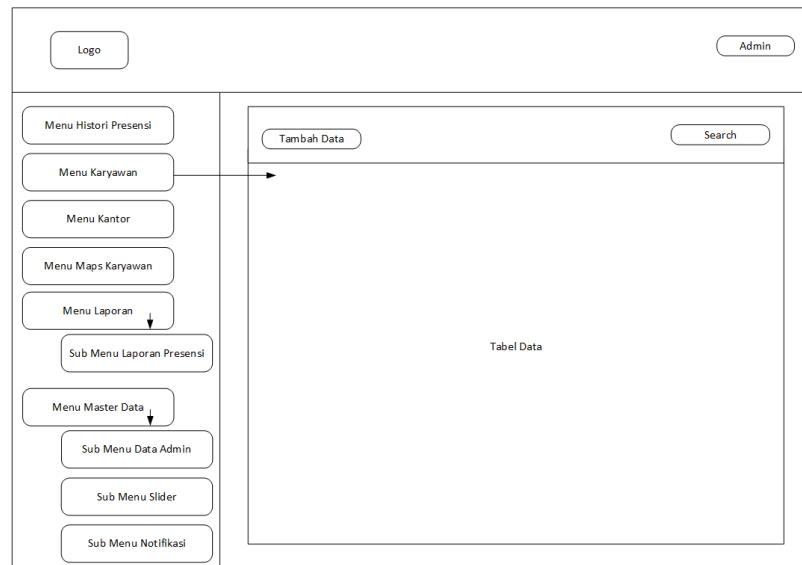 Logo
Admin
Menu Histori Presensi
Menu Karyawan
Menu Kantor
Menu Maps Karyawan
Menu Laporan
Sub Menu Laporan Presensi
Menu Master Data
Sub Menu Data Admin
Sub Menu Slider
Sub Menu Notifikasi
Tambah Data
Search
Tabel Data